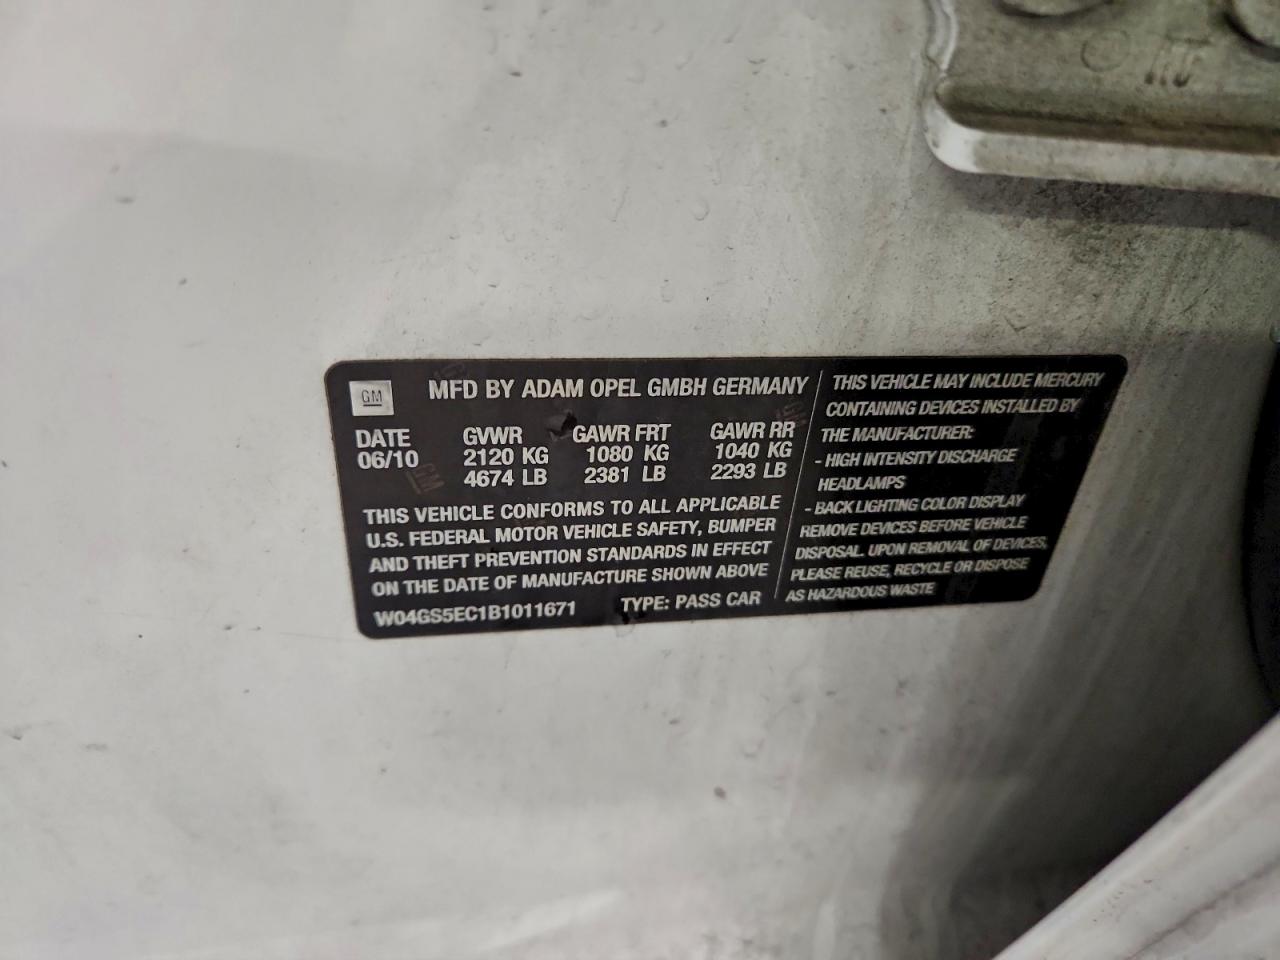 GM
MFD BY ADAM OPEL GMBH GERMANY
DATE GVWR GAWR FRT GAWR RR
06/10 2120 KG 1080 KG 1040 KG
4674 LB 2381 LB 2293 LB
THIS VEHICLE CONFORMS TO ALL APPLICABLE
U.S. FEDERAL MOTOR VEHICLE SAFETY, BUMPER
AND THEFT PREVENTION STANDARDS IN EFFECT
ON THE DATE OF MANUFACTURE SHOWN ABOVE
W04GS5EC1B1011671 TYPE: PASS CAR
THIS VEHICLE MAY INCLUDE MERCURY
CONTAINING DEVICES INSTALLED BY
THE MANUFACTURER:
- HIGH INTENSITY DISCHARGE
HEADLAMPS
- BACK LIGHTING COLOR DISPLAY
REMOVE DEVICES BEFORE VEHICLE
DISPOSAL. UPON REMOVAL OF DEVICES,
PLEASE REUSE, RECYCLE OR DISPOSE
AS HAZARDOUS WASTE